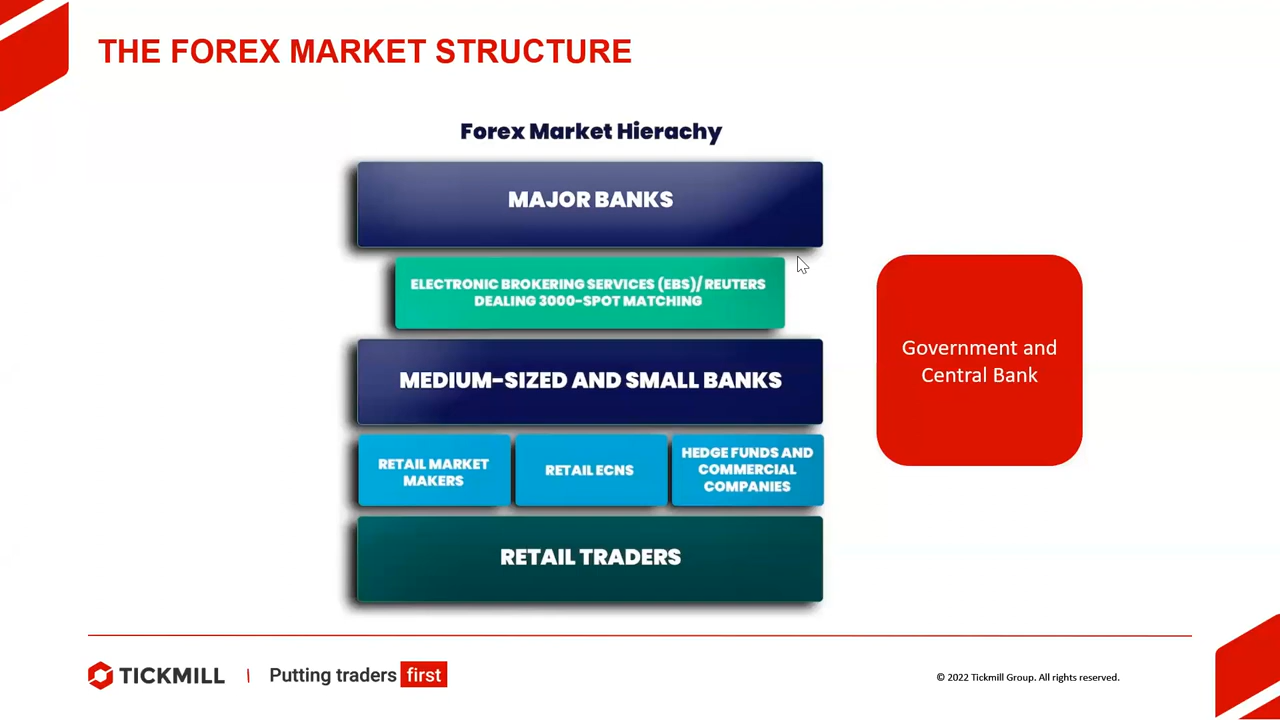 THE FOREX MARKET STRUCTURE
Forex Market Hierachy
MAJOR BANKS
ELECTRONIC BROKERING SERVICES (EBS)/ REUTERS
DEALING 3000-SPOT MATCHING
MEDIUM-SIZED AND SMALL BANKS
RETAIL MARKET
MAKERS
RETAIL ECNS
HEDGE FUNDS AND
COMMERCIAL
COMPANIES
RETAIL TRADERS
Government and
Central Bank
TICKMILL | Putting traders first
© 2022 Tickmill Group. All rights reserved.